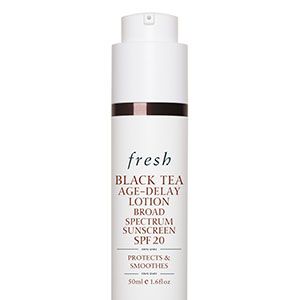 fresh
BLACK TEA
AGE-DELAY
LOTION
BROAD
SPECTRUM
SUNSCREEN
SPF 20
PROTECTS &
SMOOTHES
50ml e 1.6fl oz